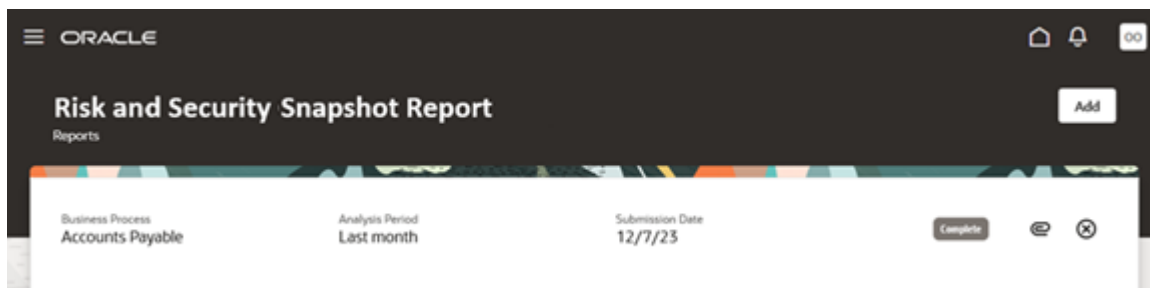 ORACLE
OO
Risk and Security Snapshot Report
Add
Reports
Business Process
Analysis Period
Submission Date
Accounts Payable
Last month
12/7/23
Complete